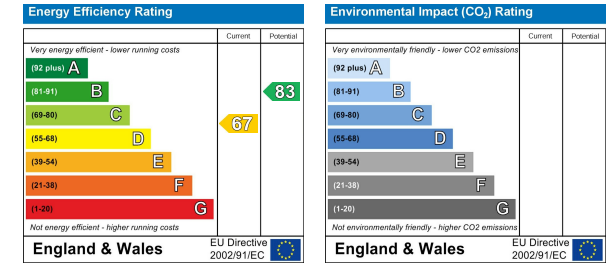 Energy Efficiency Rating
Current Potential
Very energy efficient - lower running costs
(92 plus) A
(81-91) B
83
(69-80) C
67
(55-68) D
(39-54) E
(21-38) F
(1-20) G
Not energy efficient - higher running costs
England & Wales
EU Directive
2002/91/EC
Environmental Impact (CO₂) Rating
Current Potential
Very environmentally friendly - lower CO2 emissions
(92 plus) A
(81-91) B
(69-80) C
(55-68) D
(39-54) E
(21-38) F
(1-20) G
Not environmentally friendly - higher CO2 emissions
England & Wales
EU Directive
2002/91/EC